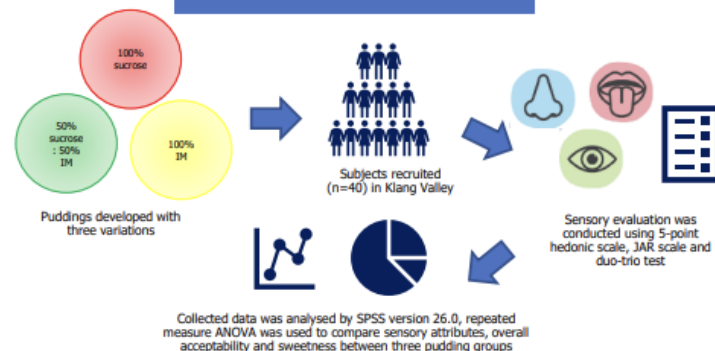 100%
sucrose
50%
sucrose
: 50%
IM
100%
IM
Puddings developed with
three variations
Subjects recruited
(n=40) in Klang Valley
Sensory evaluation was
conducted using 5-point
hedonic scale, JAR scale and
duo-trio test
Collected data was analysed by SPSS version 26.0, repeated
measure ANOVA was used to compare sensory attributes, overall
acceptability and sweetness between three pudding groups